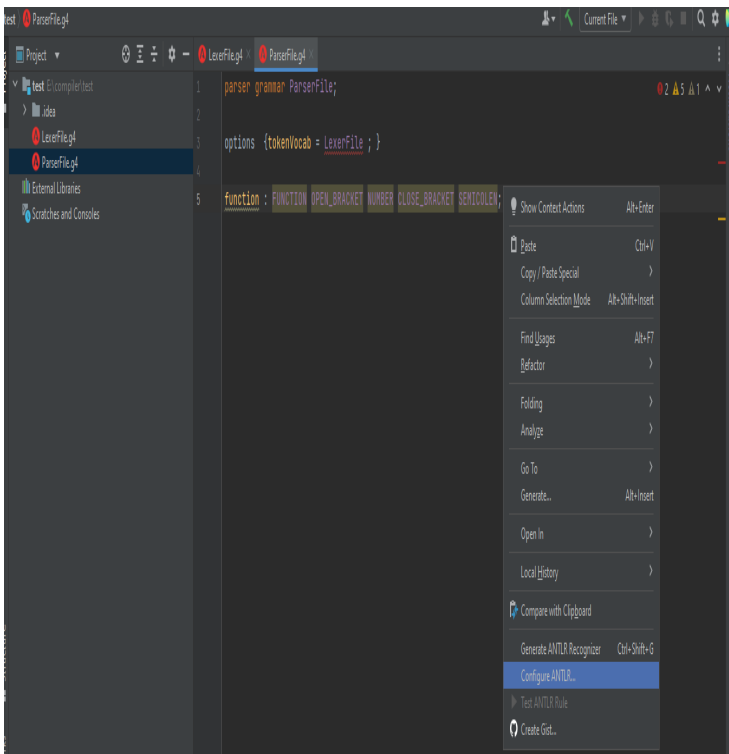 test ParserFile.g4
Current File
Project
LexerFile.g4
ParserFile.g4
test E:\compiler\test
.idea
LexerFile.g4
ParserFile.g4
External Libraries
Scratches and Consoles
1 parser grammar ParserFile;
2
3 options {tokenVocab = LexerFile ; }
4
5 function : FUNCTION OPEN_BRACKET NUMBER CLOSE_BRACKET SEMICOLEN;
2 5 1
Show Context Actions Alt+Enter
Paste Ctrl+V
Copy / Paste Special
Column Selection Mode Alt+Shift+Insert
Find Usages Alt+F7
Refactor
Folding
Analyze
Go To
Generate... Alt+Insert
Open In
Local History
Compare with Clipboard
Generate ANTLR Recognizer Ctrl+Shift+G
Configure ANTLR...
Test ANTLR Rule
Create Gist...